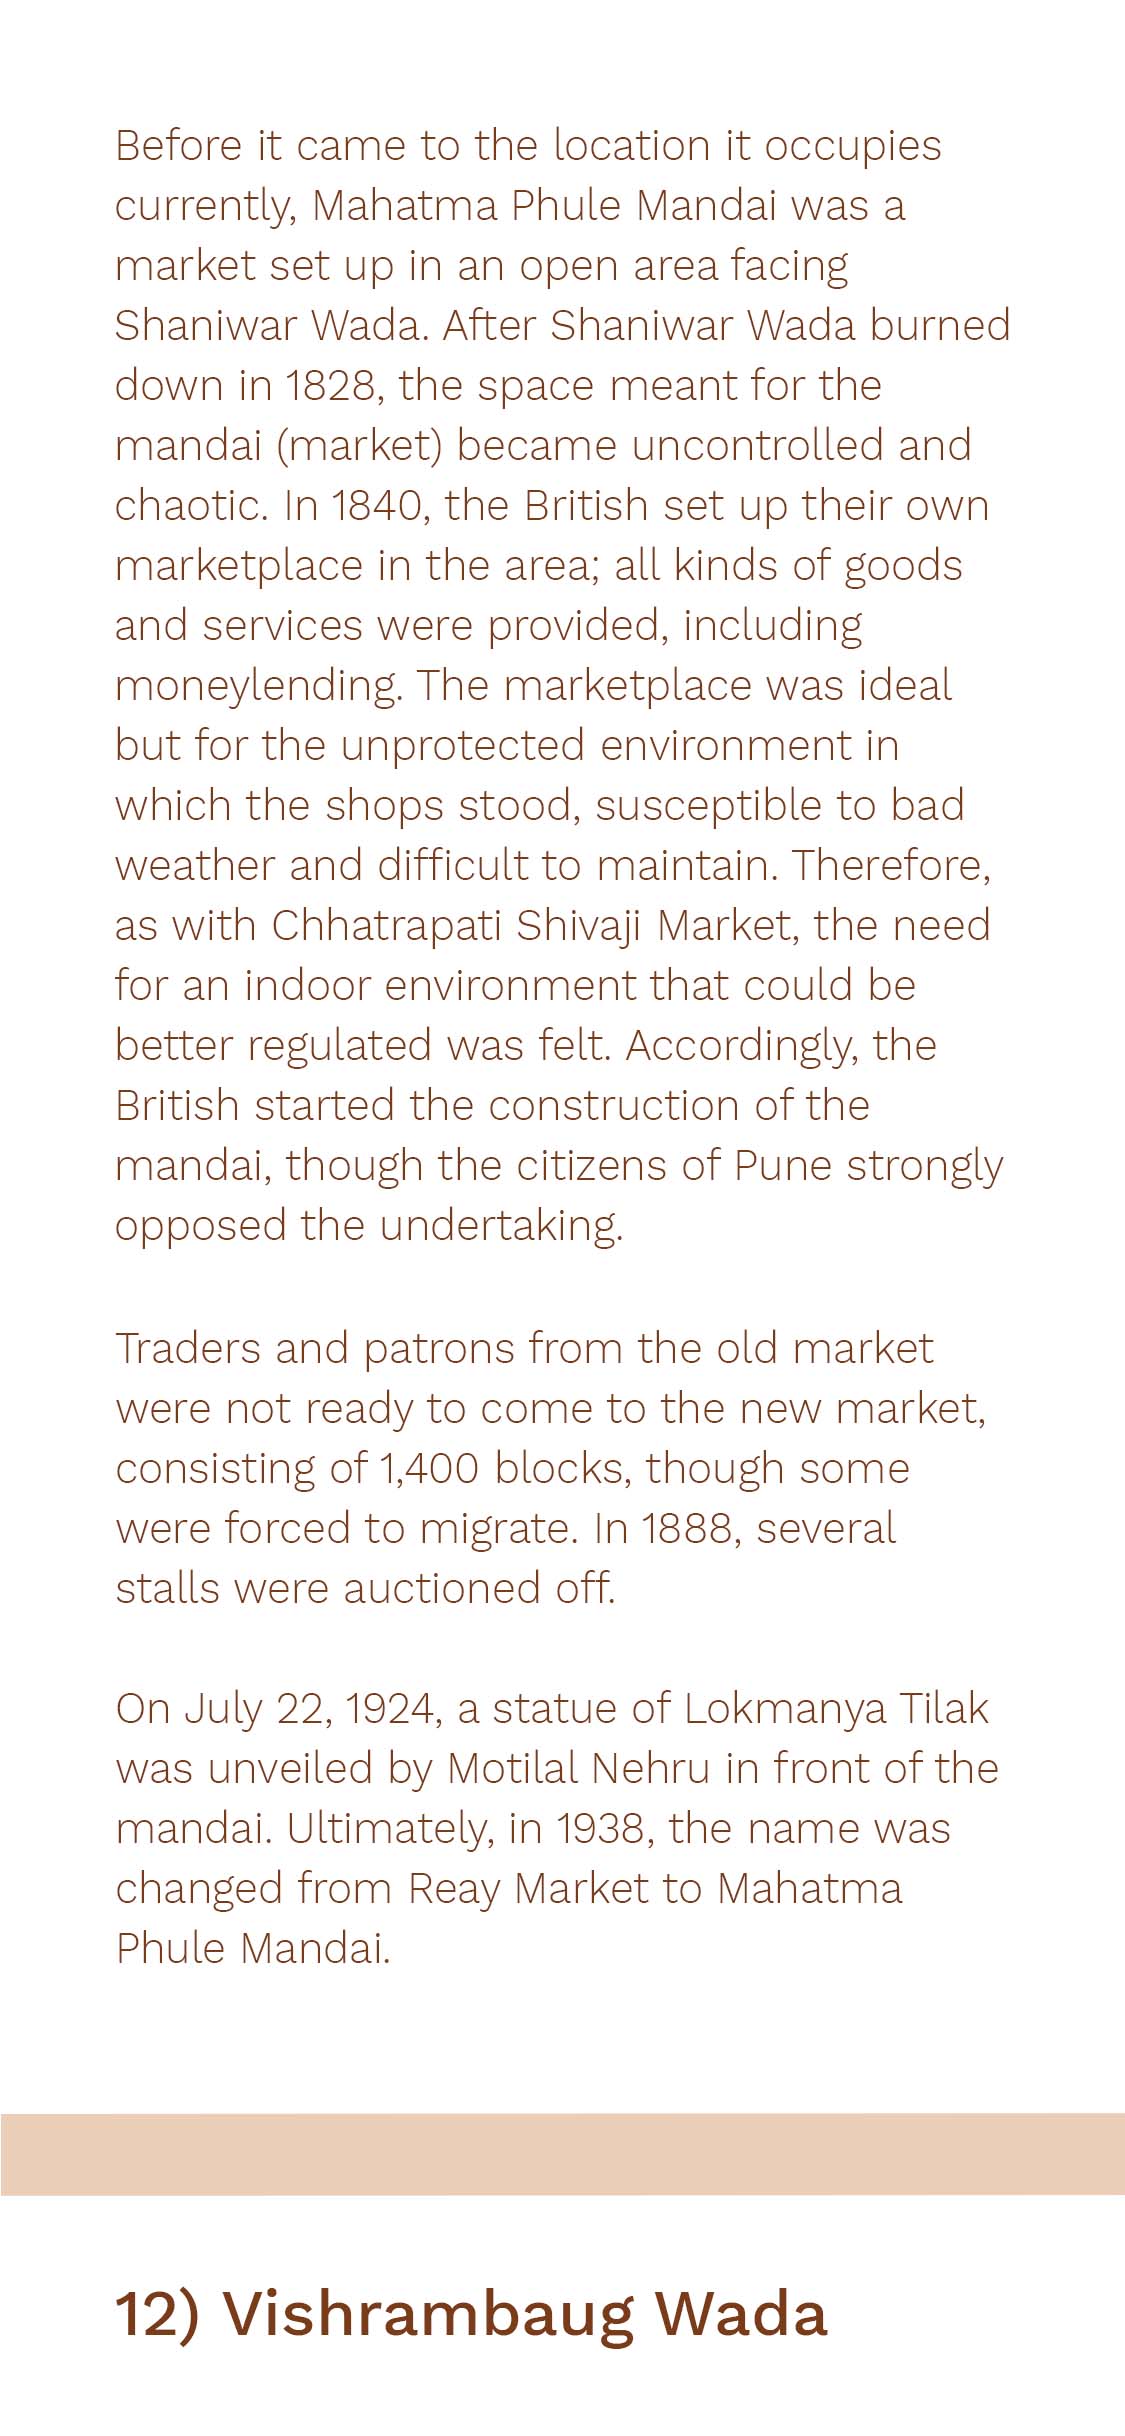 Before it came to the location it occupies
currently, Mahatma Phule Mandai was a
market set up in an open area facing
Shaniwar Wada. After Shaniwar Wada burned
down in 1828, the space meant for the
mandai (market) became uncontrolled and
chaotic. In 1840, the British set up their own
marketplace in the area; all kinds of goods
and services were provided, including
moneylending. The marketplace was ideal
but for the unprotected environment in
which the shops stood, susceptible to bad
weather and difficult to maintain. Therefore,
as with Chhatrapati Shivaji Market, the need
for an indoor environment that could be
better regulated was felt. Accordingly, the
British started the construction of the
mandai, though the citizens of Pune strongly
opposed the undertaking.
Traders and patrons from the old market
were not ready to come to the new market,
consisting of 1,400 blocks, though some
were forced to migrate. In 1888, several
stalls were auctioned off.
On July 22, 1924, a statue of Lokmanya Tilak
was unveiled by Motilal Nehru in front of the
mandai. Ultimately, in 1938, the name was
changed from Reay Market to Mahatma
Phule Mandai.
12) Vishrambaug Wada